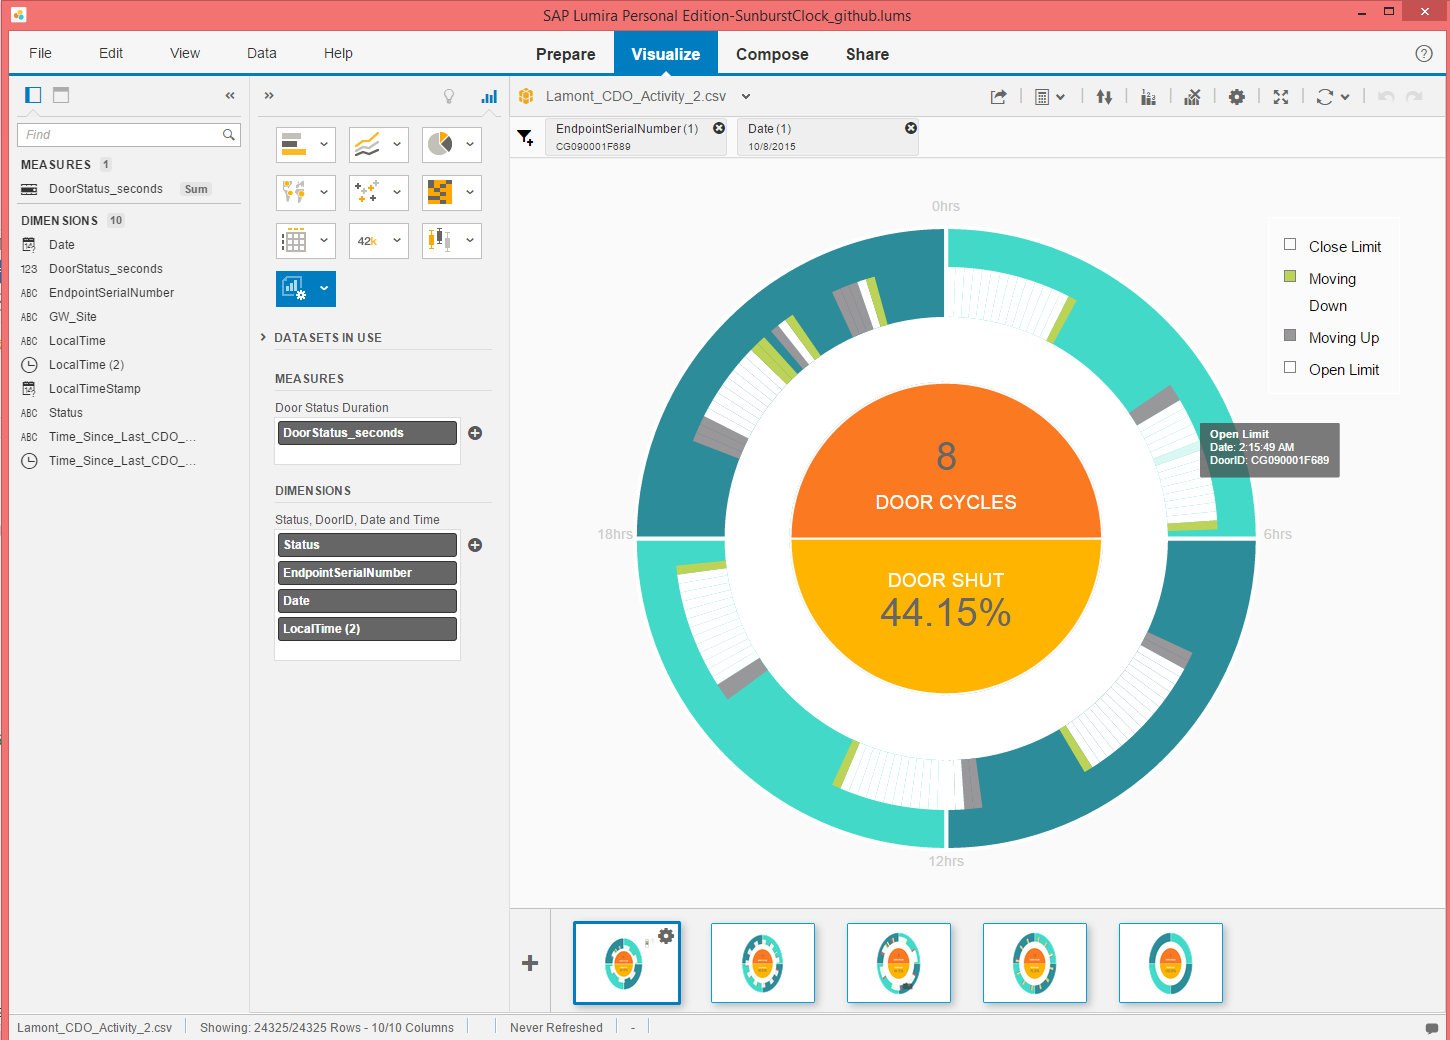 SAP Lumira Personal Edition-SunburstClock_github.lums
File Edit View Data Help Prepare Visualize Compose Share
Find
MEASURES 1
DoorStatus_seconds Sum
DIMENSIONS 10
Date
123 DoorStatus_seconds
ABC EndpointSerialNumber
ABC GW_Site
ABC LocalTime
LocalTime (2)
LocalTimeStamp
ABC Status
ABC Time_Since_Last_CDO_...
Time_Since_Last_CDO_...
42k
DATASETS IN USE
MEASURES
Door Status Duration
DoorStatus_seconds
DIMENSIONS
Status, DoorID, Date and Time
Status
EndpointSerialNumber
Date
LocalTime (2)
Lamont_CDO_Activity_2.csv
EndpointSerialNumber (1)
CG090001F689
Date (1)
10/8/2015
0hrs
6hrs
12hrs
18hrs
8
DOOR CYCLES
DOOR SHUT
44.15%
Close Limit
Moving
Down
Moving Up
Open Limit
Open Limit
Date: 2:15:49 AM
DoorID: CG090001F689
Lamont_CDO_Activity_2.csv Showing: 24325/24325 Rows - 10/10 Columns Never Refreshed -